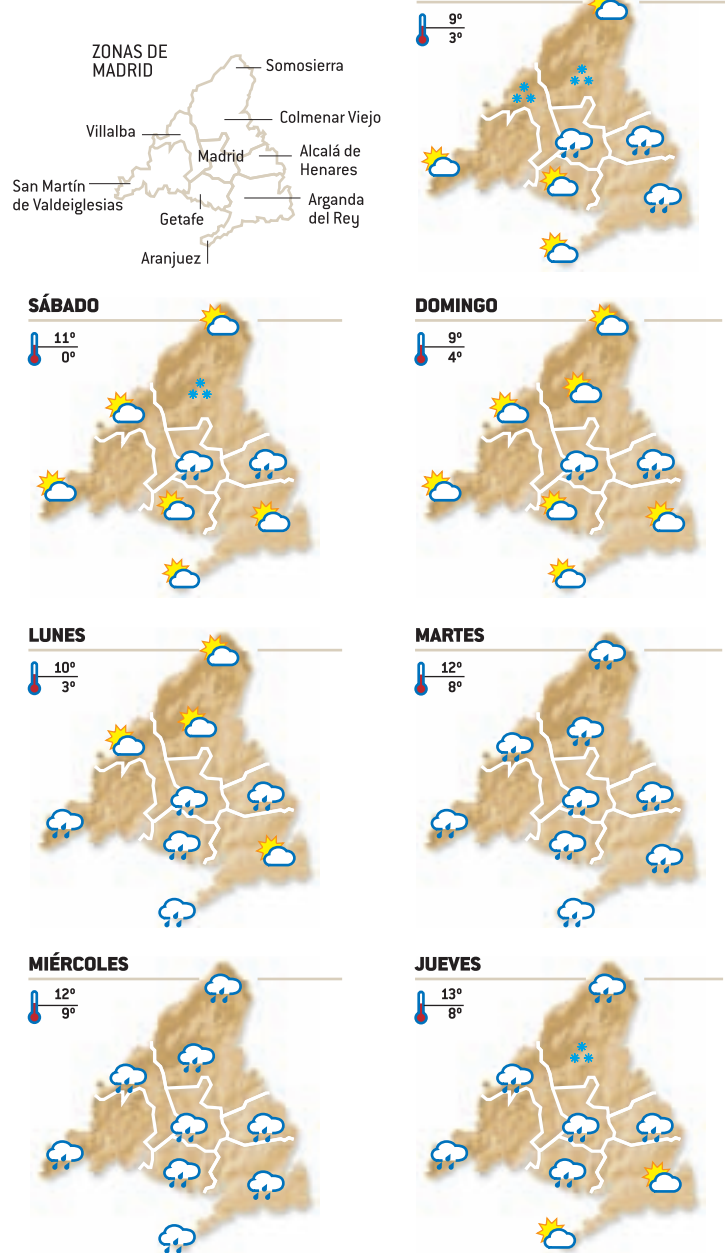 ZONAS DE
MADRID
Somosierra
Colmenar Viejo
Villalba
Madrid
Alcalá de
Henares
San Martín
de Valdeiglesias
Arganda
del Rey
Getafe
Aranjuez
9º
3º
SÁBADO
11º
0º
DOMINGO
9º
4º
LUNES
10º
3º
MARTES
12º
8º
MIÉRCOLES
12º
9º
JUEVES
13º
8º